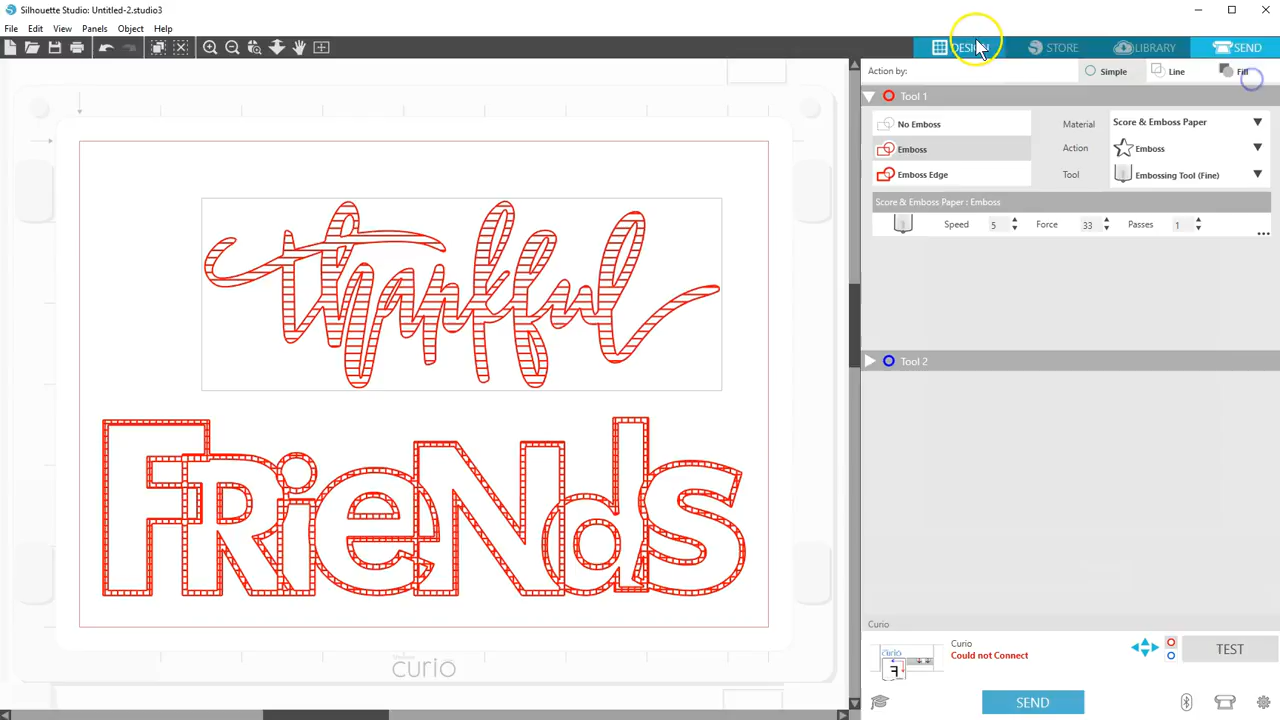 Silhouette Studio: Untitled-2.studio3
File Edit View Panels Object Help
DESIGN STORE LIBRARY SEND
Action by: Simple Line Fill
Tool 1
No Emboss Material Score & Emboss Paper
Emboss Action Emboss
Emboss Edge Tool Embossing Tool (Fine)
Score & Emboss Paper : Emboss
Speed 5 Force 33 Passes 1
Tool 2
thankful
FRieNds
curio
Curio
Curio
Could not Connect
TEST
SEND